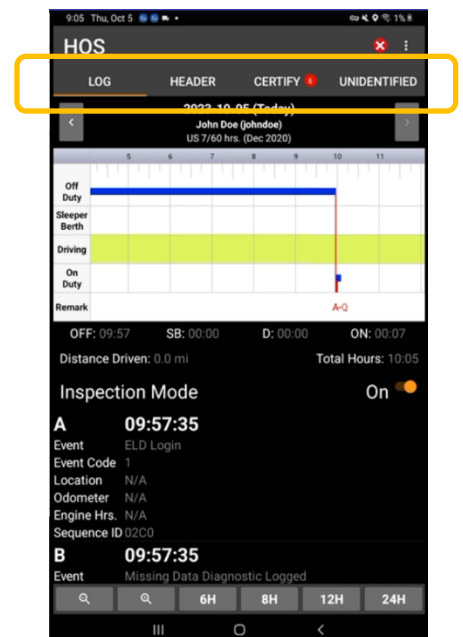 9:05 Thu, Oct 5 1%
HOS
LOG HEADER CERTIFY 6 UNIDENTIFIED
2023-10-05 (Today)
John Doe (johndoe)
US 7/60 hrs. (Dec 2020)
5 6 7 8 9 10 11
Off
Duty
Sleeper
Berth
Driving
On
Duty
Remark A-Q
OFF: 09:57 SB: 00:00 D: 00:00 ON: 00:07
Distance Driven: 0.0 mi Total Hours: 10:05
Inspection Mode On
A 09:57:35
Event ELD Login
Event Code 1
Location N/A
Odometer N/A
Engine Hrs. N/A
Sequence ID 02C0
B 09:57:35
Event Missing Data Diagnostic Logged
6H 8H 12H 24H